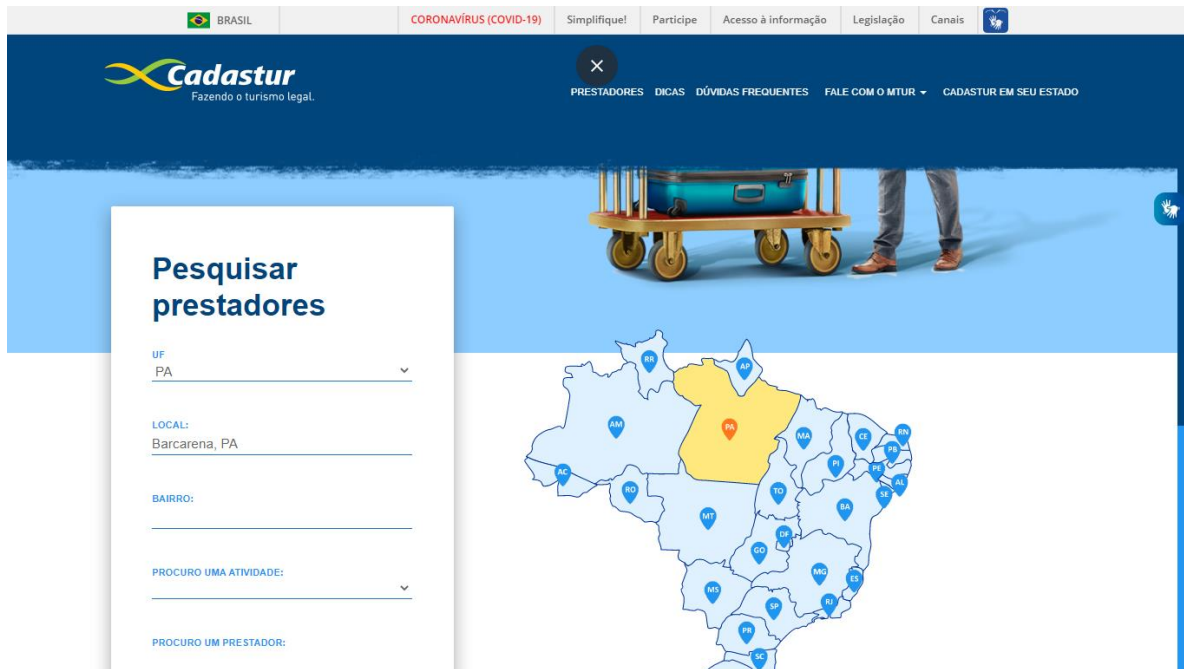 BRASIL
CORONAVÍRUS (COVID-19)
Simplifique!
Participe
Acesso à informação
Legislação
Canais
Cadastur
Fazendo o turismo legal.
PRESTADORES
DICAS
DÚVIDAS FREQUENTES
FALE COM O MTUR
CADASTUR EM SEU ESTADO
Pesquisar
prestadores
UF
PA
LOCAL:
Barcarena, PA
BAIRRO:
PROCURO UMA ATIVIDADE:
PROCURO UM PRESTADOR:
RR
AP
AM
PA
MA
CE
RN
PB
PI
PE
AC
RO
TO
AL
SE
BA
MT
DF
GO
MG
ES
MS
SP
RJ
PR
SC